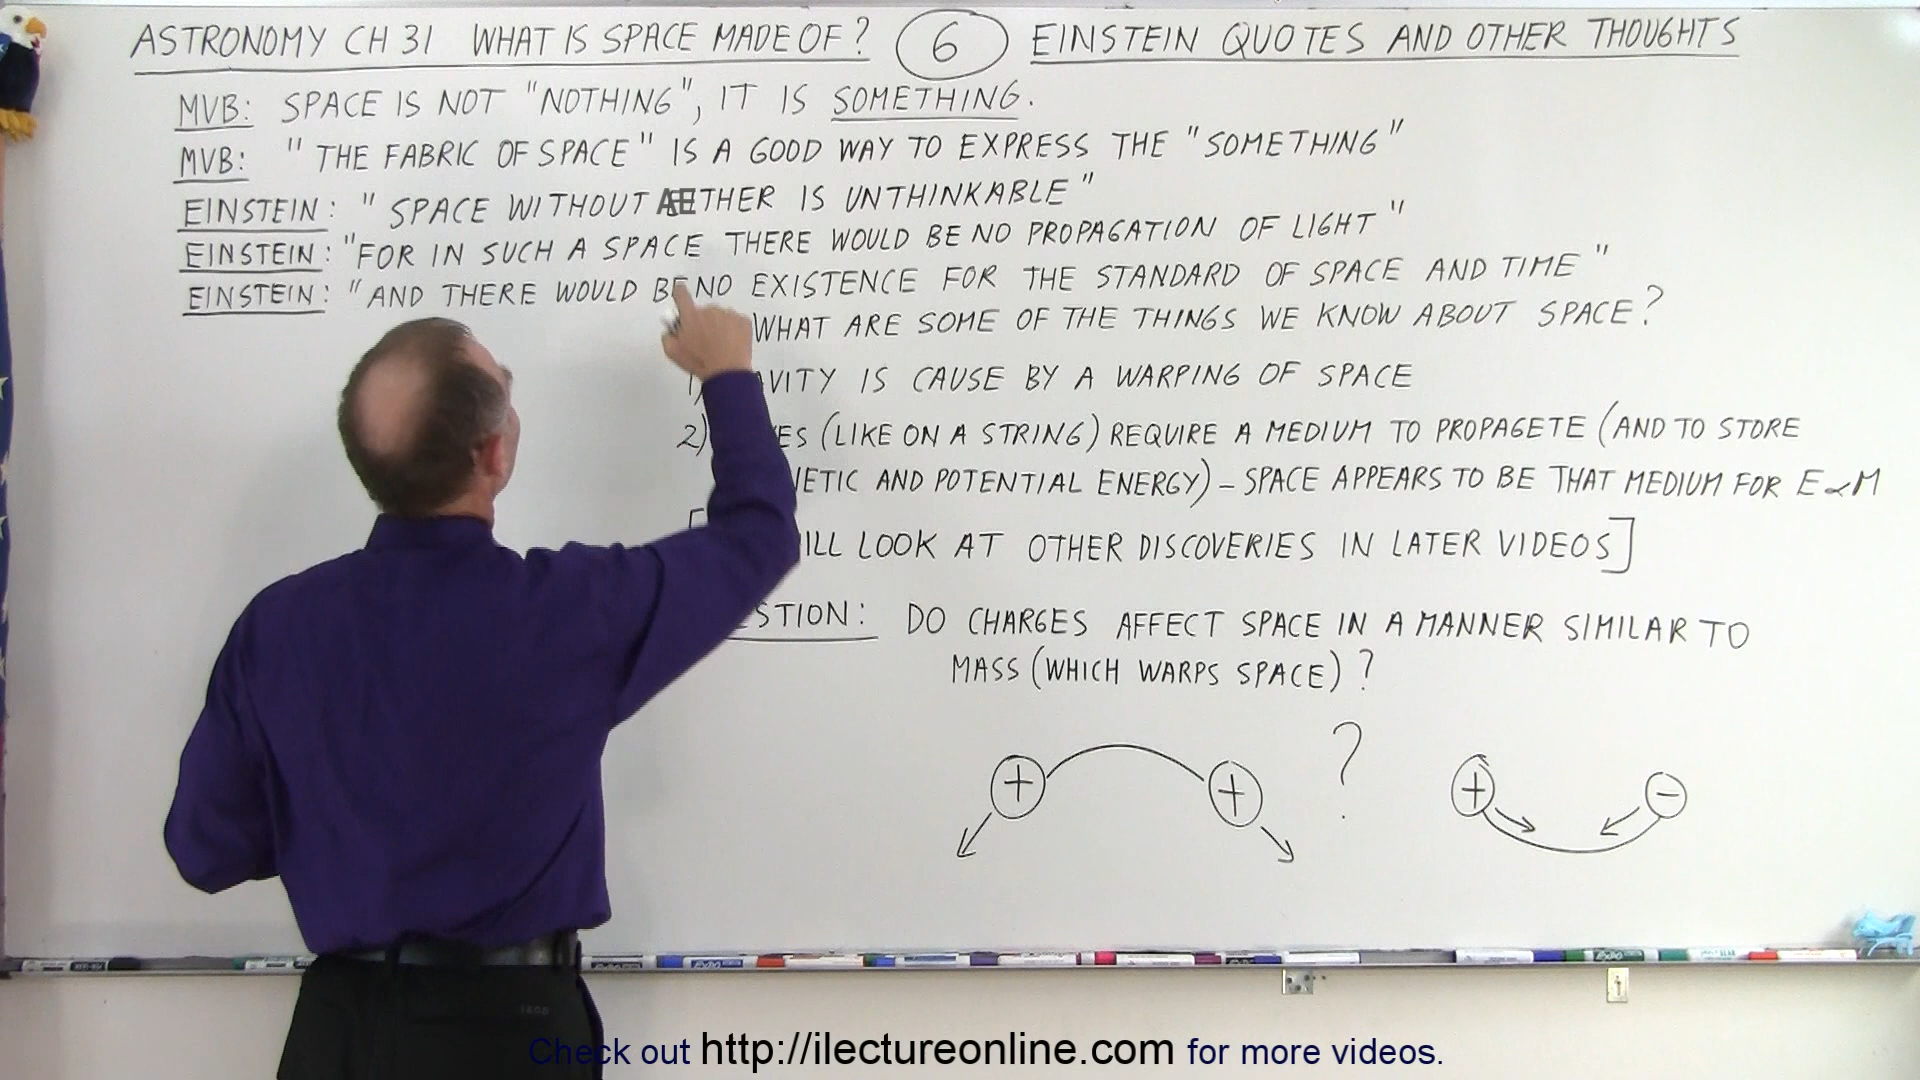 ASTRONOMY CH 31 WHAT IS SPACE MADE OF? 6 EINSTEIN QUOTES AND OTHER THOUGHTS
MVB: SPACE IS NOT "NOTHING", IT IS SOMETHING.
MVB: "THE FABRIC OF SPACE" IS A GOOD WAY TO EXPRESS THE "SOMETHING"
EINSTEIN: "SPACE WITHOUT AETHER IS UNTHINKABLE"
EINSTEIN: "FOR IN SUCH A SPACE THERE WOULD BE NO PROPAGATION OF LIGHT"
EINSTEIN: "AND THERE WOULD BE NO EXISTENCE FOR THE STANDARD OF SPACE AND TIME"
WHAT ARE SOME OF THE THINGS WE KNOW ABOUT SPACE?
1) AVITY IS CAUSE BY A WARPING OF SPACE
2) ES (LIKE ON A STRING) REQUIRE A MEDIUM TO PROPAGETE (AND TO STORE
NETIC AND POTENTIAL ENERGY) – SPACE APPEARS TO BE THAT MEDIUM FOR E & M
[ ILL LOOK AT OTHER DISCOVERIES IN LATER VIDEOS]
STION: DO CHARGES AFFECT SPACE IN A MANNER SIMILAR TO
MASS (WHICH WARPS SPACE)?
+ + ? + −
Check out http://ilectureonline.com for more videos.